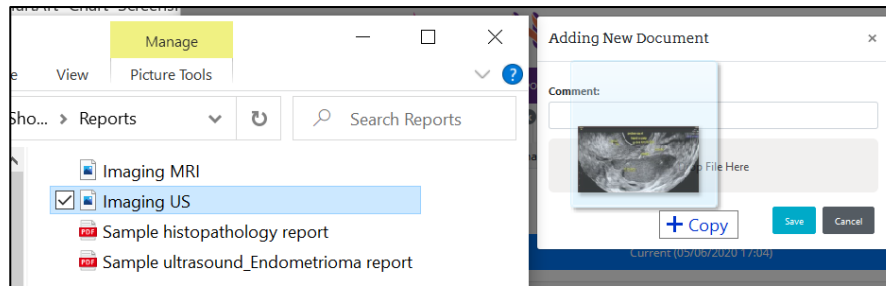 Manage
View
Picture Tools
Sho... > Reports
Search Reports
Imaging MRI
Imaging US
Sample histopathology report
Sample ultrasound_Endometrioma report
Adding New Document
Comment:
File Here
+ Copy
Save
Cancel
Current (05/06/2020 17:04)